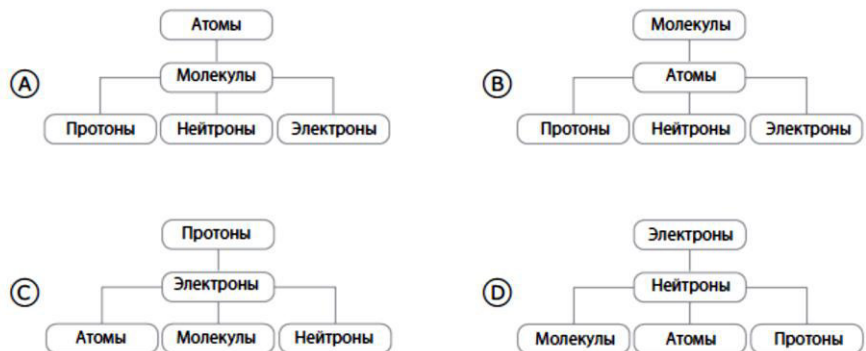 Атомы
Молекулы
A
Протоны Нейтроны Электроны
Молекулы
Атомы
B
Протоны Нейтроны Электроны
Протоны
Электроны
C
Атомы Молекулы Нейтроны
Электроны
Нейтроны
D
Молекулы Атомы Протоны